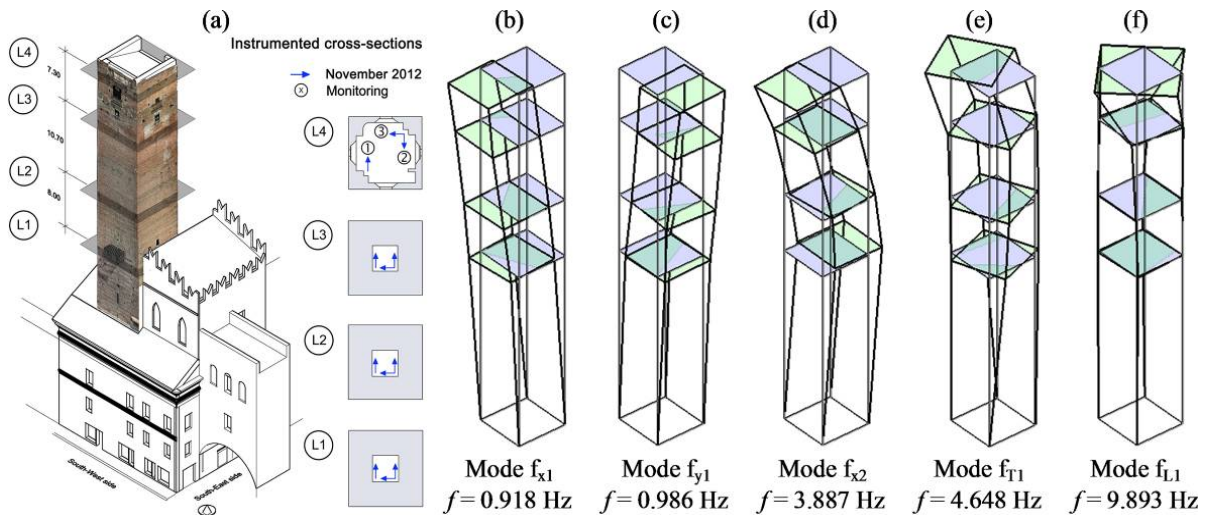 (a)
(b)
(c)
(d)
(e)
(f)
L4
7.30
L3
10.70
L2
8.00
L1
South-West side
South-East side
Instrumented cross-sections
November 2012
x Monitoring
L4
3
1
2
L3
L2
L1
Mode fx1
f = 0.918 Hz
Mode fy1
f = 0.986 Hz
Mode fx2
f = 3.887 Hz
Mode fT1
f = 4.648 Hz
Mode fL1
f = 9.893 Hz